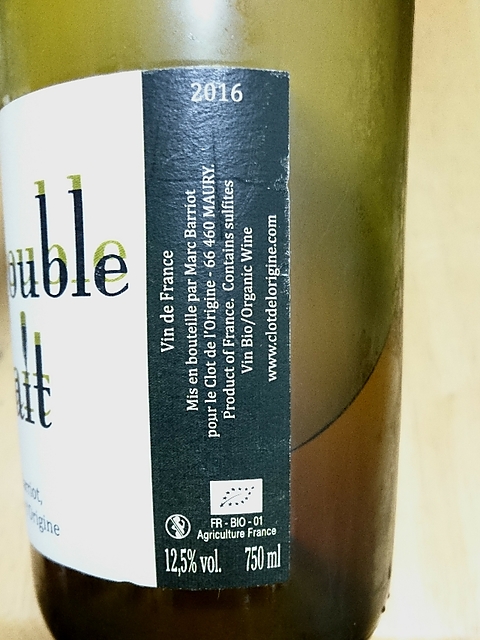 2016
ouble
Vin de France
Mis en bouteille par Marc Barriot
pour le Clot de l'Origine - 66 460 MAURY.
Product of France. Contains sulfites
Vin Bio/Organic Wine
www.clotdelorigine.com
FR - BIO - 01
Agriculture France
12,5% vol. 750 ml